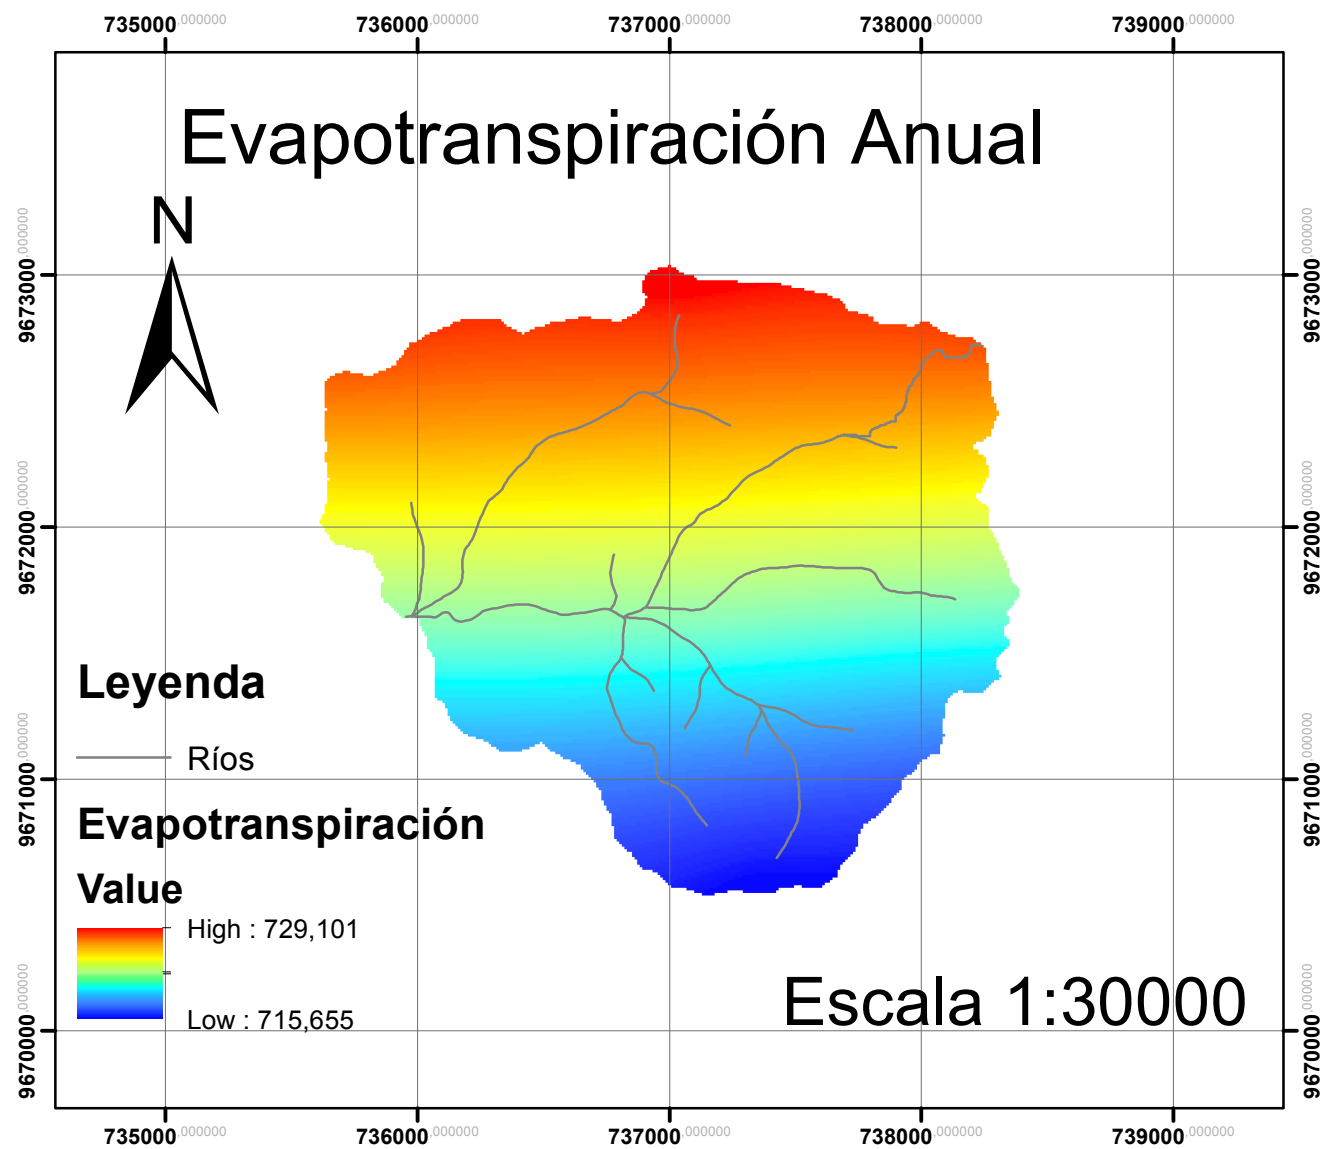 735000,000000 736000,000000 737000,000000 738000,000000 739000,000000
Evapotranspiración Anual
N
9673000,000000
9672000,000000
9671000,000000
9670000,000000
9673000,000000
9672000,000000
9671000,000000
9670000,000000
Leyenda
Ríos
Evapotranspiración
Value
High : 729,101
Low : 715,655
Escala 1:30000
735000,000000 736000,000000 737000,000000 738000,000000 739000,000000